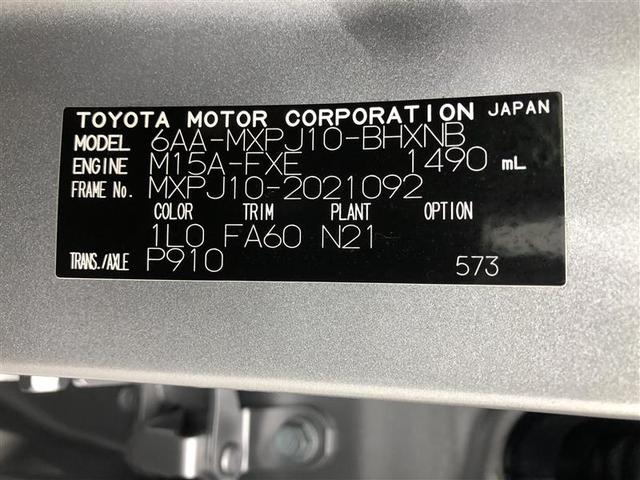 TOYOTA MOTOR CORPORATION JAPAN
MODEL 6AA-MXPJ10-BHXNB
ENGINE M15A-FXE 1490 mL
FRAME No. MXPJ10-2021092
COLOR TRIM PLANT OPTION
1L0 FA60 N21
TRANS./AXLE P910 573